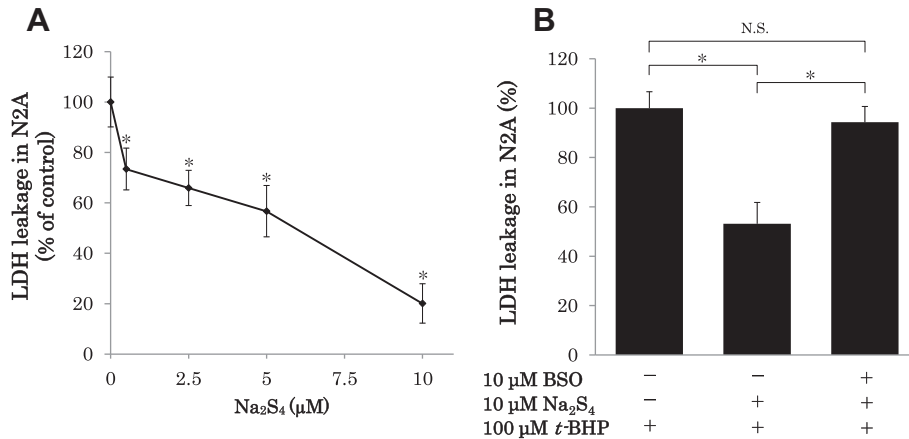 A
LDH leakage in N2A
(% of control)
120
100
80
60
40
20
0
*
*
*
*
0 2.5 5 7.5 10
Na₂S₄ (µM)
B
LDH leakage in N2A (%)
120
100
80
60
40
20
0
N.S.
*
*
10 µM BSO − − +
10 µM Na₂S₄ − + +
100 µM t-BHP + + +